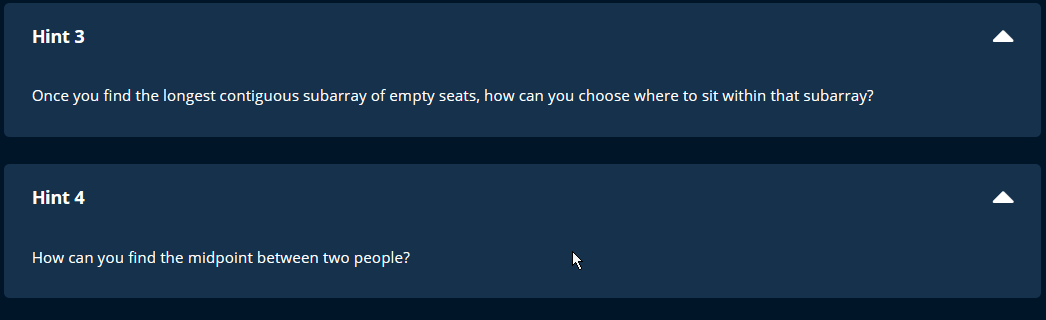 Hint 3
Once you find the longest contiguous subarray of empty seats, how can you choose where to sit within that subarray?
Hint 4
How can you find the midpoint between two people?